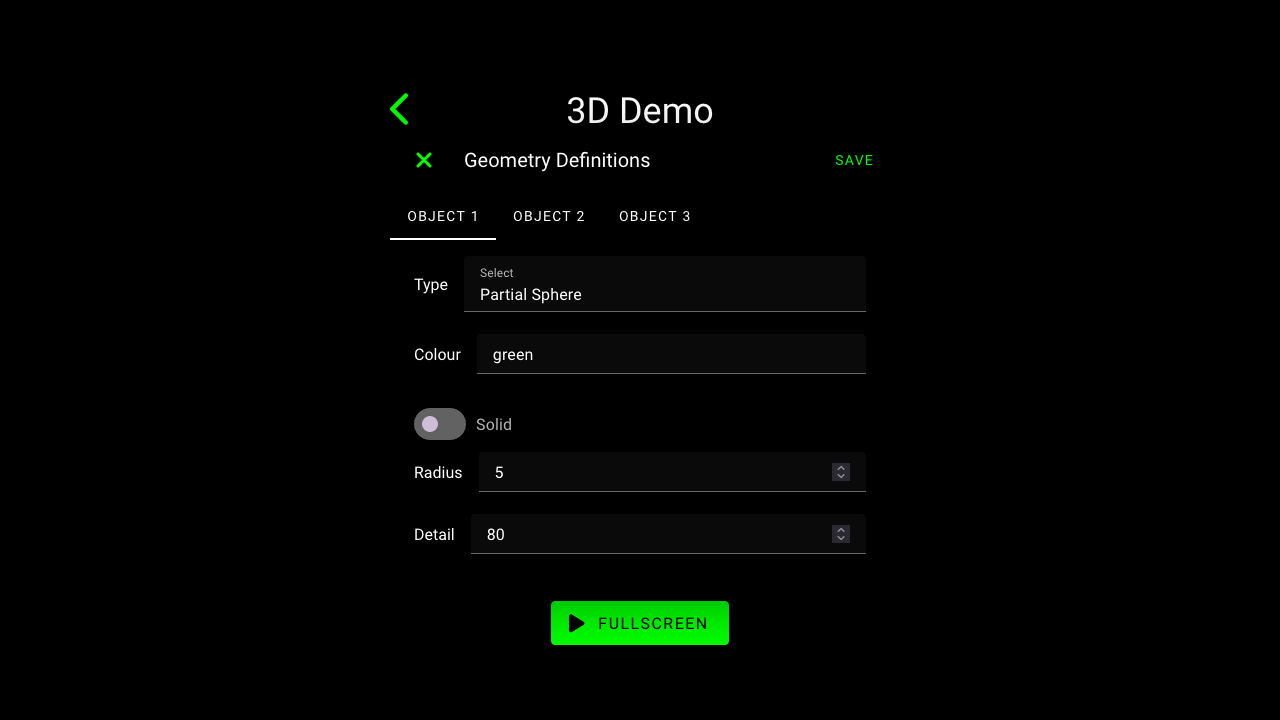 3D Demo
Geometry Definitions SAVE
OBJECT 1 OBJECT 2 OBJECT 3
Select
Type Partial Sphere
Colour green
Solid
Radius 5
Detail 80
FULLSCREEN